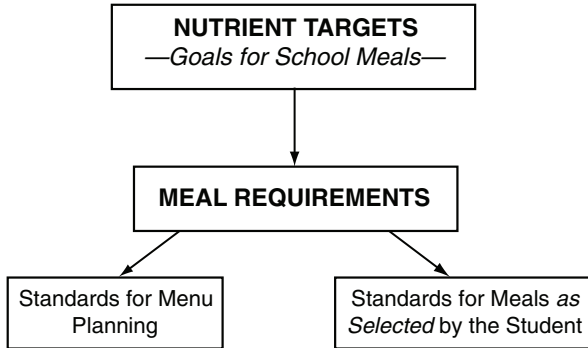 NUTRIENT TARGETS
—Goals for School Meals—
MEAL REQUIREMENTS
Standards for Menu
Planning
Standards for Meals as
Selected by the Student